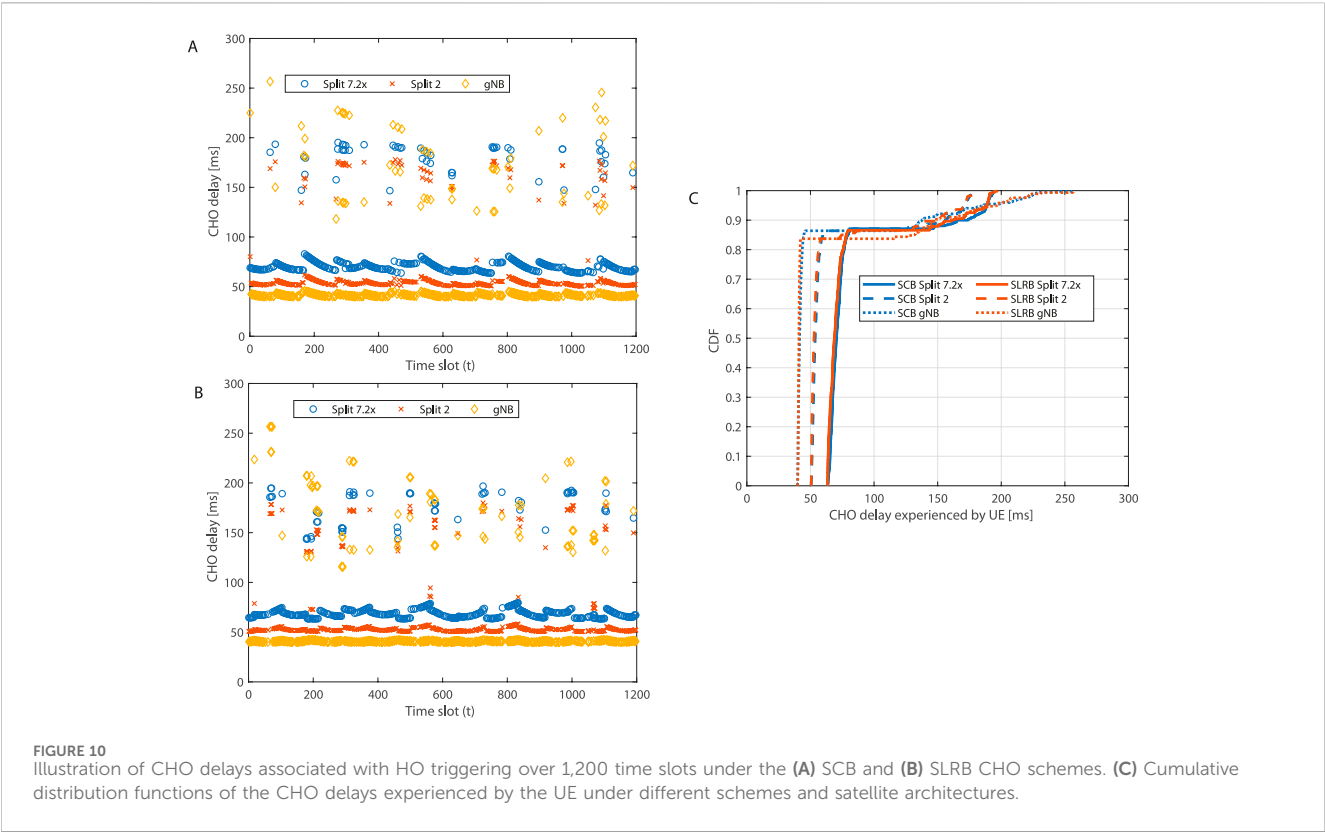 A
300
250
200
150
100
50
0
CHO delay [ms]
Split 7.2x Split 2 gNB
0 200 400 600 800 1000 1200
Time slot (t)
B
300
250
200
150
100
50
0
CHO delay [ms]
Split 7.2x Split 2 gNB
0 200 400 600 800 1000 1200
Time slot (t)
C
1
0.9
0.8
0.7
0.6
0.5
0.4
0.3
0.2
0.1
0
CDF
SCB Split 7.2x SLRB Split 7.2x
SCB Split 2 SLRB Split 2
SCB gNB SLRB gNB
0 50 100 150 200 250 300
CHO delay experienced by UE [ms]
FIGURE 10
Illustration of CHO delays associated with HO triggering over 1,200 time slots under the (A) SCB and (B) SLRB CHO schemes. (C) Cumulative
distribution functions of the CHO delays experienced by the UE under different schemes and satellite architectures.